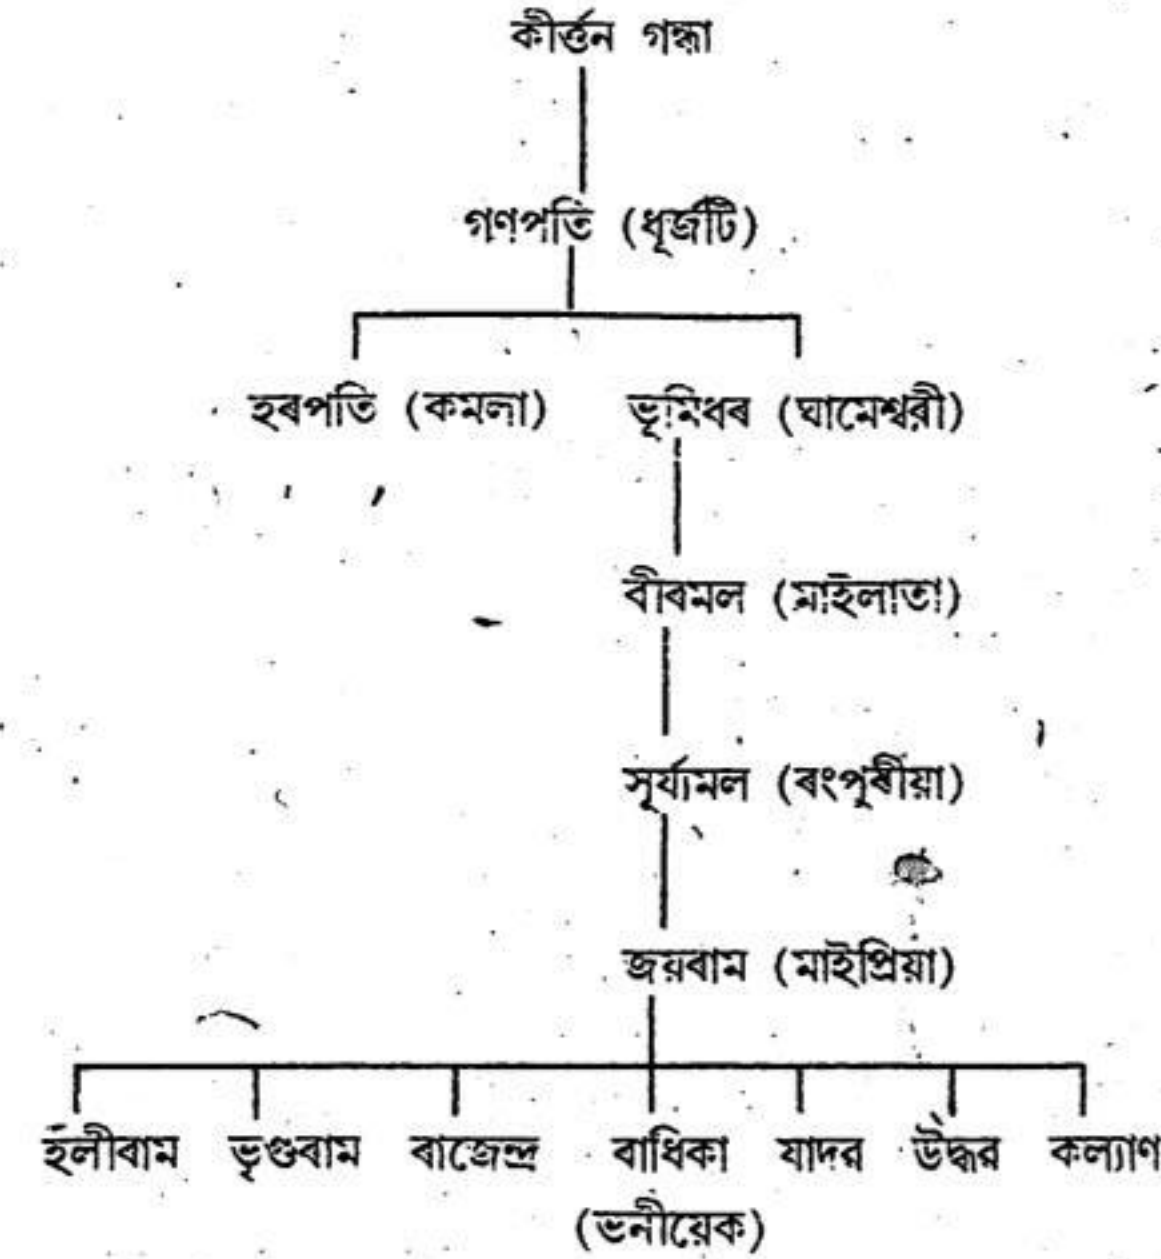 কীৰ্ত্তন গন্ধা
গণপতি (ধূৰ্জটি)
হৰপতি (কমলা) ভূমিধৰ (ঘামেশ্বৰী)
বীৰমল (মাইলাতা)
সূৰ্য্যমল (ৰংপুৰীয়া)
জয়ৰাম (মাইপ্ৰিয়া)
হলীৰাম ভৃগুৰাম ৰাজেন্দ্ৰ ৰাধিকা যাদৱ উদ্ধৱ কল্যাণ
(ভনীয়েক)